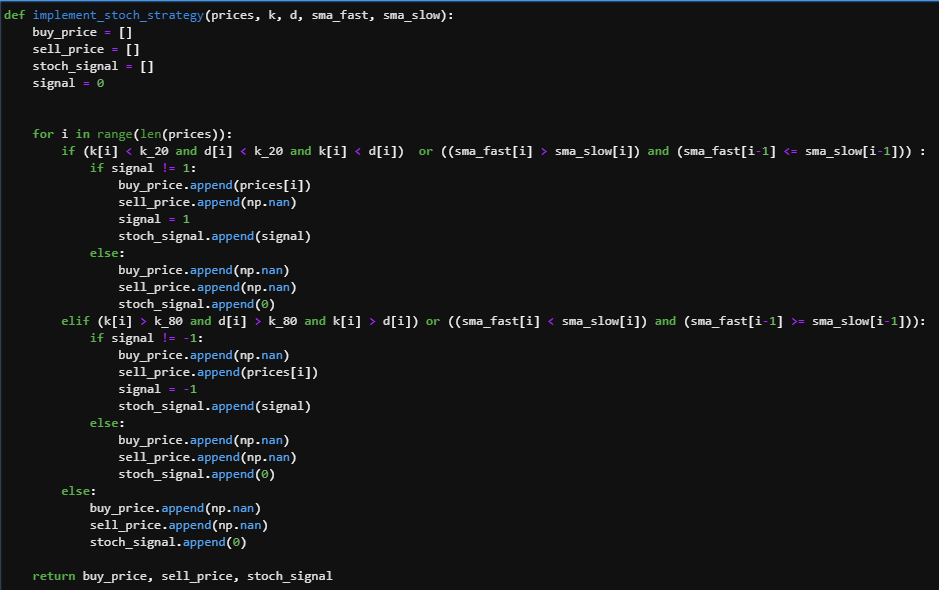 def implement_stoch_strategy(prices, k, d, sma_fast, sma_slow):
    buy_price = []
    sell_price = []
    stoch_signal = []
    signal = 0


    for i in range(len(prices)):
        if (k[i] < k_20 and d[i] < k_20 and k[i] < d[i])  or ((sma_fast[i] > sma_slow[i]) and (sma_fast[i-1] <= sma_slow[i-1])) :
            if signal != 1:
                buy_price.append(prices[i])
                sell_price.append(np.nan)
                signal = 1
                stoch_signal.append(signal)
            else:
                buy_price.append(np.nan)
                sell_price.append(np.nan)
                stoch_signal.append(0)
        elif (k[i] > k_80 and d[i] > k_80 and k[i] > d[i]) or ((sma_fast[i] < sma_slow[i]) and (sma_fast[i-1] >= sma_slow[i-1])):
            if signal != -1:
                buy_price.append(np.nan)
                sell_price.append(prices[i])
                signal = -1
                stoch_signal.append(signal)
            else:
                buy_price.append(np.nan)
                sell_price.append(np.nan)
                stoch_signal.append(0)
        else:
            buy_price.append(np.nan)
            sell_price.append(np.nan)
            stoch_signal.append(0)

    return buy_price, sell_price, stoch_signal